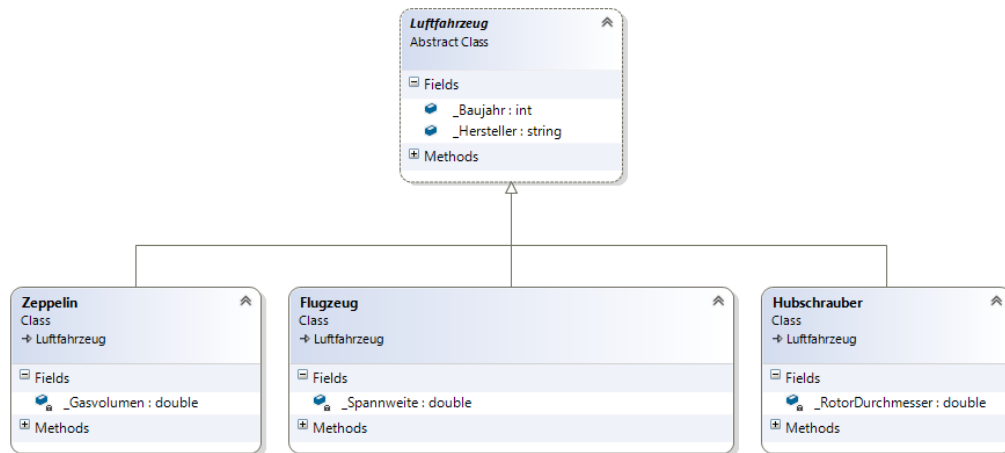 Luftfahrzeug
Abstract Class
Fields
_Baujahr : int
_Hersteller : string
Methods
Zeppelin
Class
Luftfahrzeug
Fields
_Gasvolumen : double
Methods
Flugzeug
Class
Luftfahrzeug
Fields
_Spannweite : double
Methods
Hubschrauber
Class
Luftfahrzeug
Fields
_RotorDurchmesser : double
Methods